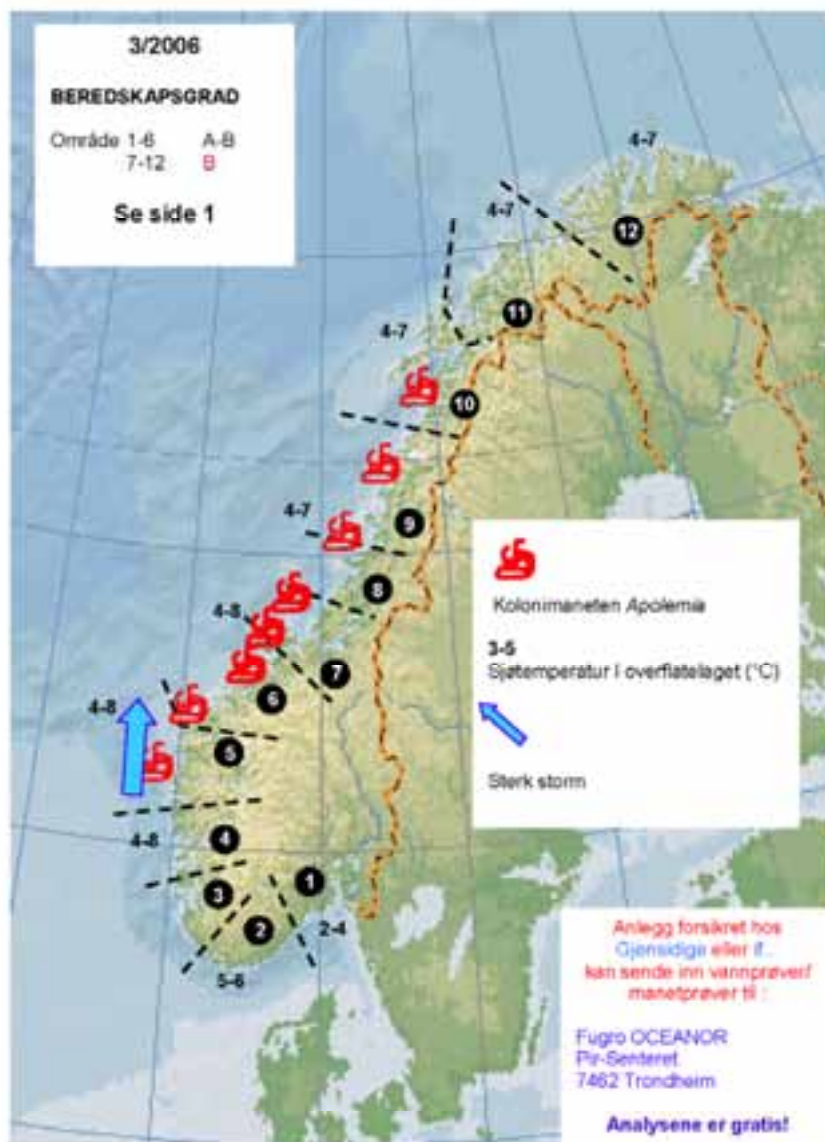 3/2006
BEREDSKAPSGRAD
Område 1-6 A-B
7-12 B
Se side 1
4-7
4-7
12
11
4-7
10
4-7
9
8
4-8
7
6
4-8
5
4-8
4
3
1
2
2-4
5-6
Kolonimaneten Apolemia
3-5
Sjøtemperatur I overflatelaget (°C)
Sterk storm
Anlegg forsikret hos
Gjensidige eller if..
kan sende inn vannprøver/
manetprøver til :
Fugro OCEANOR
Pir-Senteret
7462 Trondheim
Analysene er gratis!